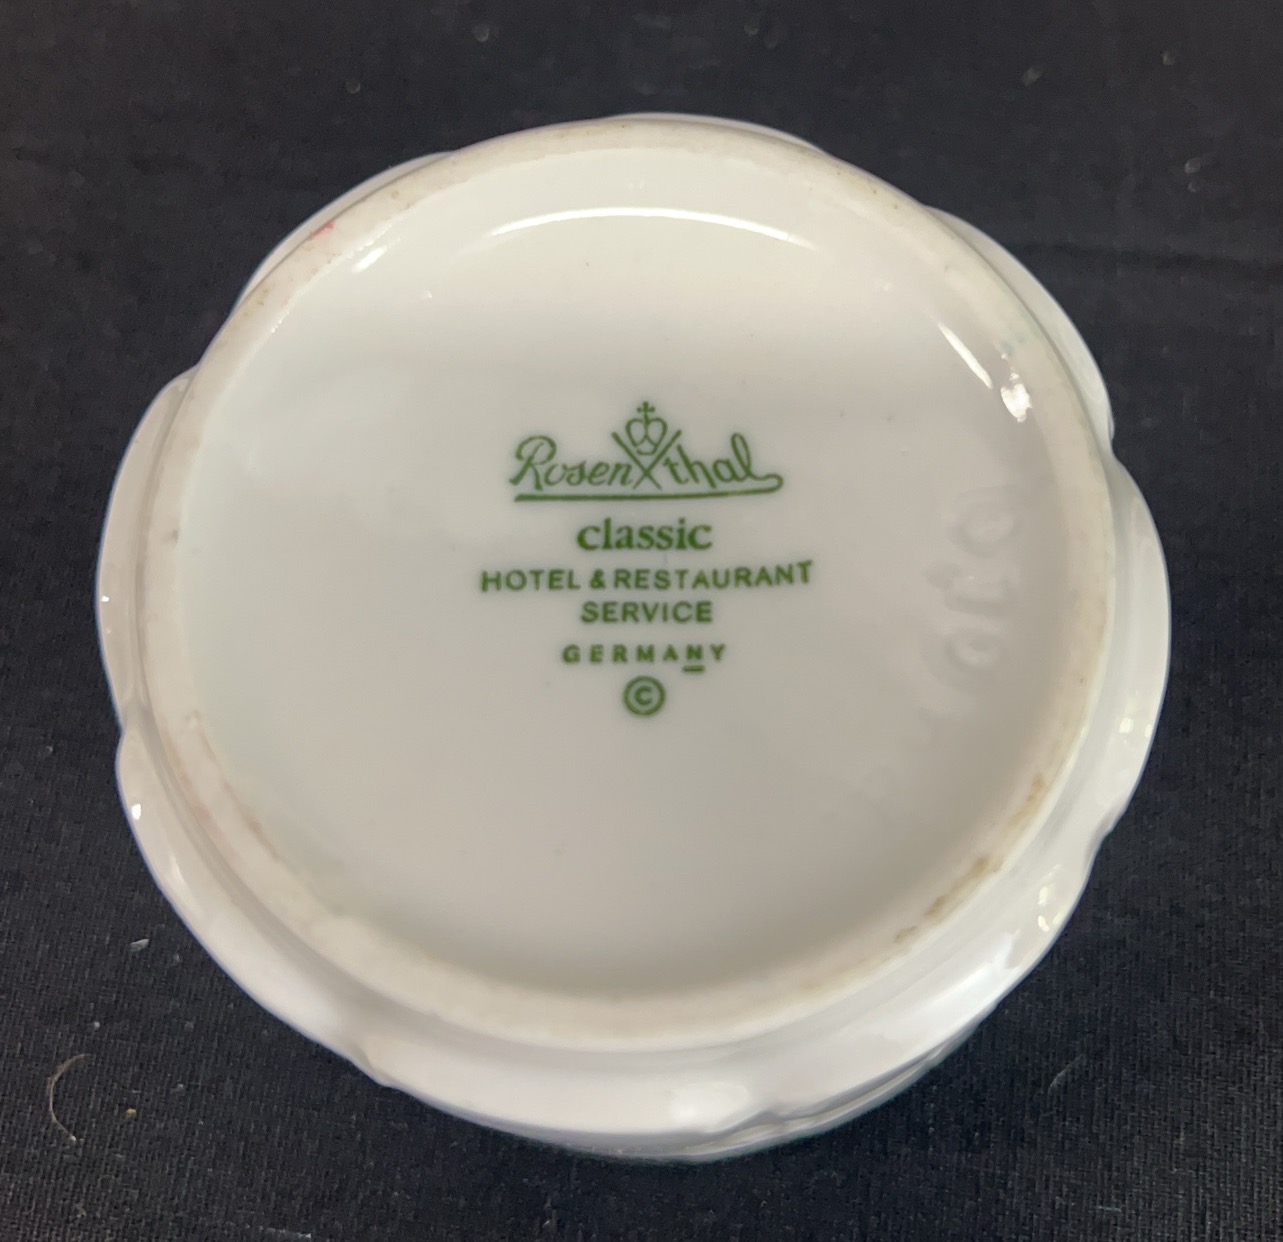 Rosenthal
classic
HOTEL & RESTAURANT
SERVICE
GERMANY
©